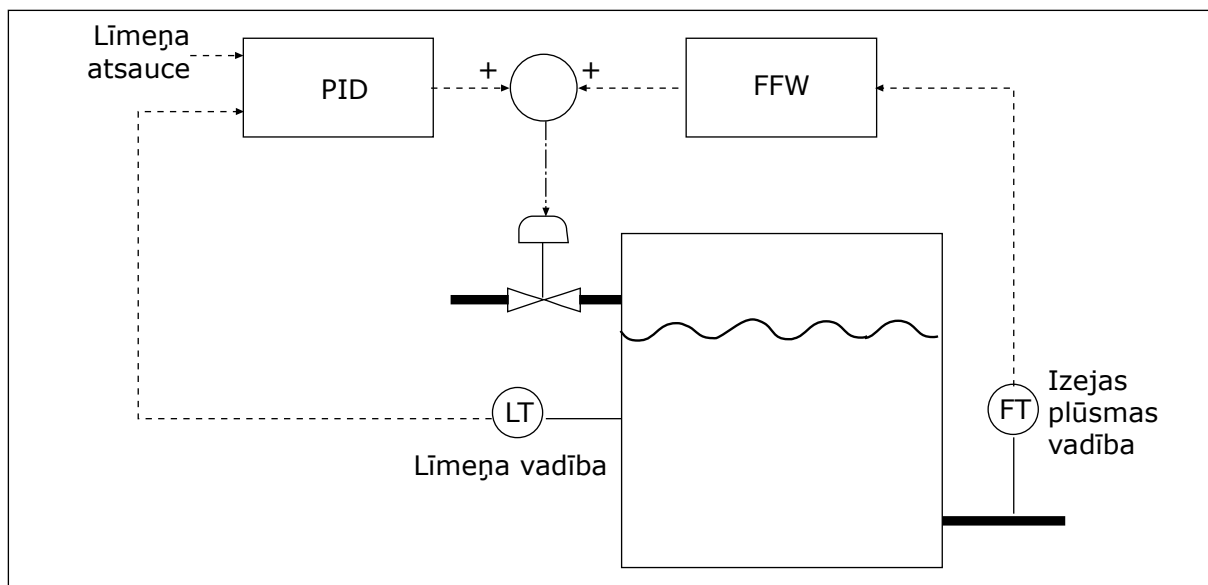 Līmeņa
atsauce
PID
+
+
FFW
LT
Līmeņa vadība
FT
Izejas
plūsmas
vadība